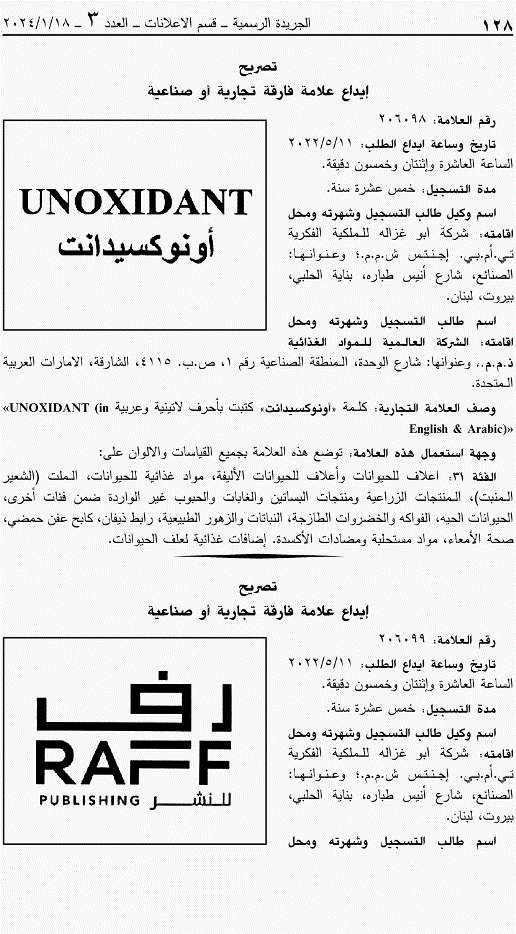 ١٢٨
الجريدة الرسمية ـ قسم الاعلانات ـ العدد ٣ ـ ٢٠٢٤/١/١٨
تصريح
إيداع علامة فارقة تجارية أو صناعية
رقم العلامة: ٢٠٦٠٩٨
تاريخ وساعة ايداع الطلب: ٢٠٢٢/٥/١١
الساعة العاشرة وإثنتان وخمسون دقيقة.
مدة التسجيل: خمس عشرة سنة.
اسم وكيل طالب التسجيل وشهرته ومحل
اقامته: شركة ابو غزاله للملكية الفكرية
تي.أم.بي. إجنتس ش.م.م.؛ وعنوانها:
الصنائع، شارع أنيس طباره، بناية الحلبي،
بيروت، لبنان.
UNOXIDANT
أونوكسيدانت
اسم طالب التسجيل وشهرته ومحل
اقامته: الشركة العالمية للمواد الغذائية
ذ.م.م.، وعنوانها: شارع الوحدة، المنطقة الصناعية رقم ١، ص.ب. ٤١١٥، الشارقة، الامارات العربية
المتحدة.
وصف العلامة التجارية: كلمة «أونوكسيدانت» كتبت بأحرف لاتينية وعربية UNOXIDANT (in»
English & Arabic)»
وجهة استعمال هذه العلامة: توضع هذه العلامة بجميع القياسات والالوان على:
الفئة ٣١: اعلاف للحيوانات وأعلاف للحيوانات الأليفة، مواد غذائية للحيوانات، الملت (الشعير
المنبت)، المنتجات الزراعية ومنتجات البساتين والغابات والحبوب غير الواردة ضمن فئات أخرى،
الحيوانات الحيه، الفواكه والخضروات الطازجة، النباتات والزهور الطبيعية، رابط ذيفان، كابح عفن حمضي،
صحة الأمعاء، مواد مستحلبة ومضادات الأكسدة. إضافات غذائية لعلف الحيوانات.
تصريح
إيداع علامة فارقة تجارية أو صناعية
رقم العلامة: ٢٠٦٠٩٩
تاريخ وساعة ايداع الطلب: ٢٠٢٢/٥/١١
الساعة العاشرة وإثنتان وخمسون دقيقة.
مدة التسجيل: خمس عشرة سنة.
اسم وكيل طالب التسجيل وشهرته ومحل
اقامته: شركة ابو غزاله للملكية الفكرية
تي.أم.بي. إجنتس ش.م.م.؛ وعنوانها:
الصنائع، شارع أنيس طباره، بناية الحلبي،
بيروت، لبنان.
رف
RAFF
PUBLISHING للنشر
اسم طالب التسجيل وشهرته ومحل